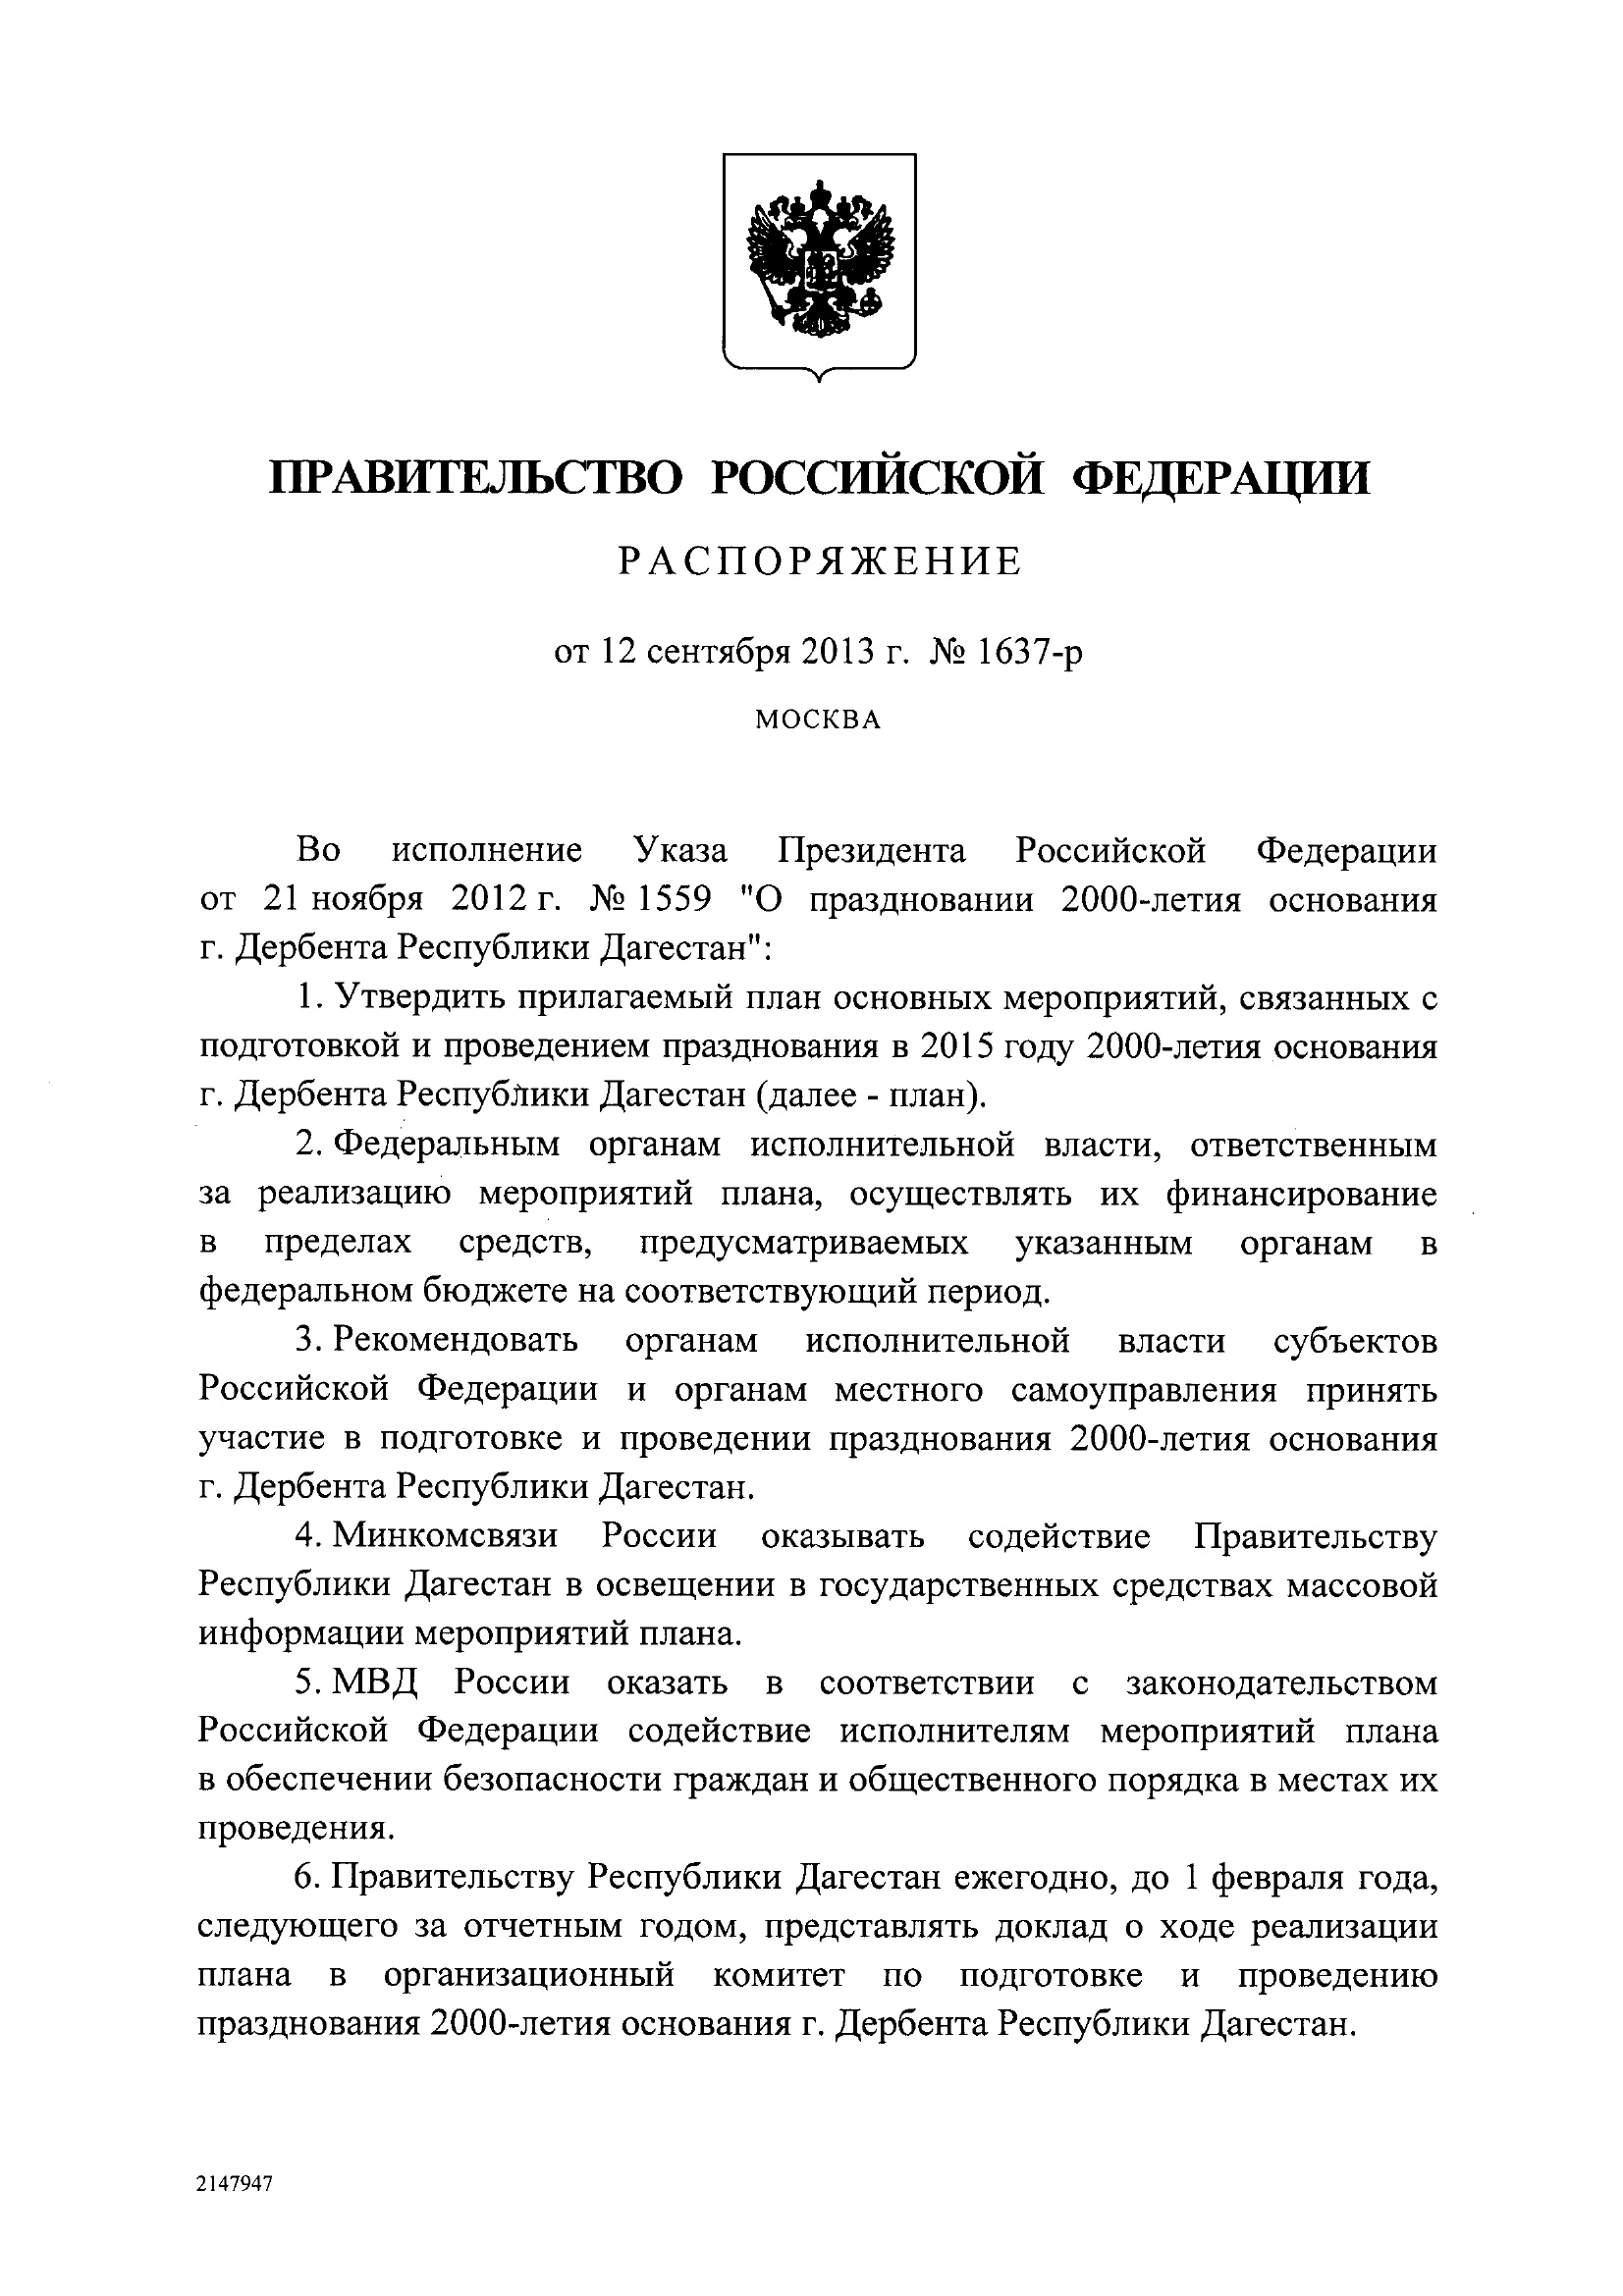 ПРАВИТЕЛЬСТВО РОССИЙСКОЙ ФЕДЕРАЦИИ
РАСПОРЯЖЕНИЕ
от 12 сентября 2013 г. № 1637-р
МОСКВА
Во исполнение Указа Президента Российской Федерации
от 21 ноября 2012 г. № 1559 "О праздновании 2000-летия основания
г. Дербента Республики Дагестан":
1. Утвердить прилагаемый план основных мероприятий, связанных с
подготовкой и проведением празднования в 2015 году 2000-летия основания
г. Дербента Республики Дагестан (далее - план).
2. Федеральным органам исполнительной власти, ответственным
за реализацию мероприятий плана, осуществлять их финансирование
в пределах средств, предусматриваемых указанным органам в
федеральном бюджете на соответствующий период.
3. Рекомендовать органам исполнительной власти субъектов
Российской Федерации и органам местного самоуправления принять
участие в подготовке и проведении празднования 2000-летия основания
г. Дербента Республики Дагестан.
4. Минкомсвязи России оказывать содействие Правительству
Республики Дагестан в освещении в государственных средствах массовой
информации мероприятий плана.
5. МВД России оказать в соответствии с законодательством
Российской Федерации содействие исполнителям мероприятий плана
в обеспечении безопасности граждан и общественного порядка в местах их
проведения.
6. Правительству Республики Дагестан ежегодно, до 1 февраля года,
следующего за отчетным годом, представлять доклад о ходе реализации
плана в организационный комитет по подготовке и проведению
празднования 2000-летия основания г. Дербента Республики Дагестан.
2147947